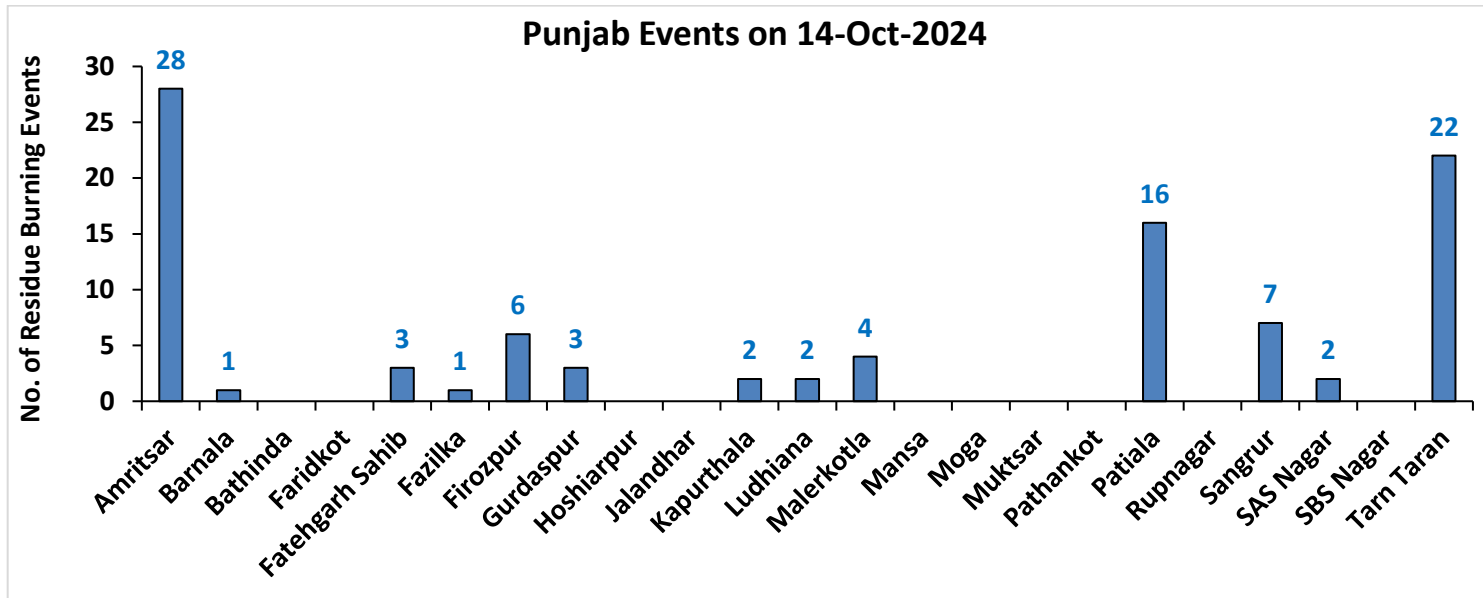 Punjab Events on 14-Oct-2024
No. of Residue Burning Events
30
25
20
15
10
5
0
28
1
3
1
6
3
2
2
4
16
7
2
22
Amritsar
Barnala
Bathinda
Faridkot
Fatehgarh Sahib
Fazilka
Firozpur
Gurdaspur
Hoshiarpur
Jalandhar
Kapurthala
Ludhiana
Malerkotla
Mansa
Moga
Muktsar
Pathankot
Patiala
Rupnagar
Sangrur
SAS Nagar
SBS Nagar
Tarn Taran